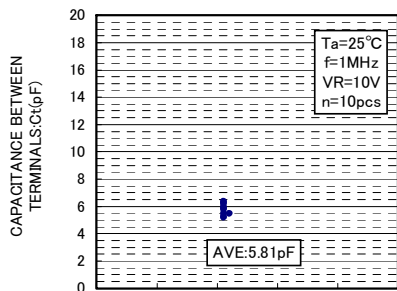 CAPACITANCE BETWEEN
TERMINALS:Ct(pF)
20
18
16
14
12
10
8
6
4
2
0
Ta=25℃
f=1MHz
VR=10V
n=10pcs
AVE:5.81pF